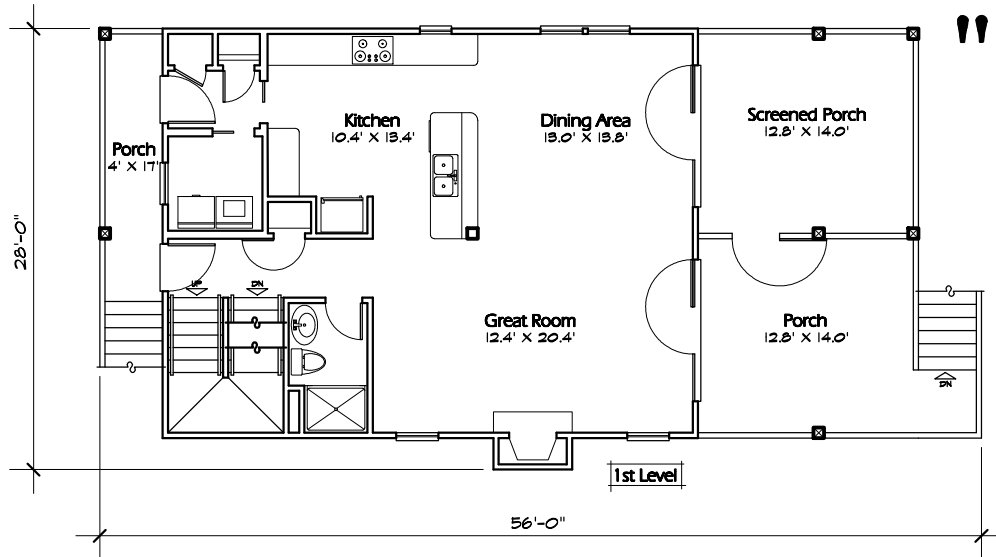 Kitchen
10.4' X 13.4'
Dining Area
13.0' X 13.8'
Screened Porch
12.8' X 14.0'
Porch
4' X 17'
28'-0"
UP
DN
Great Room
12.4' X 20.4'
Porch
12.8' X 14.0'
DN
1st Level
56'-0"